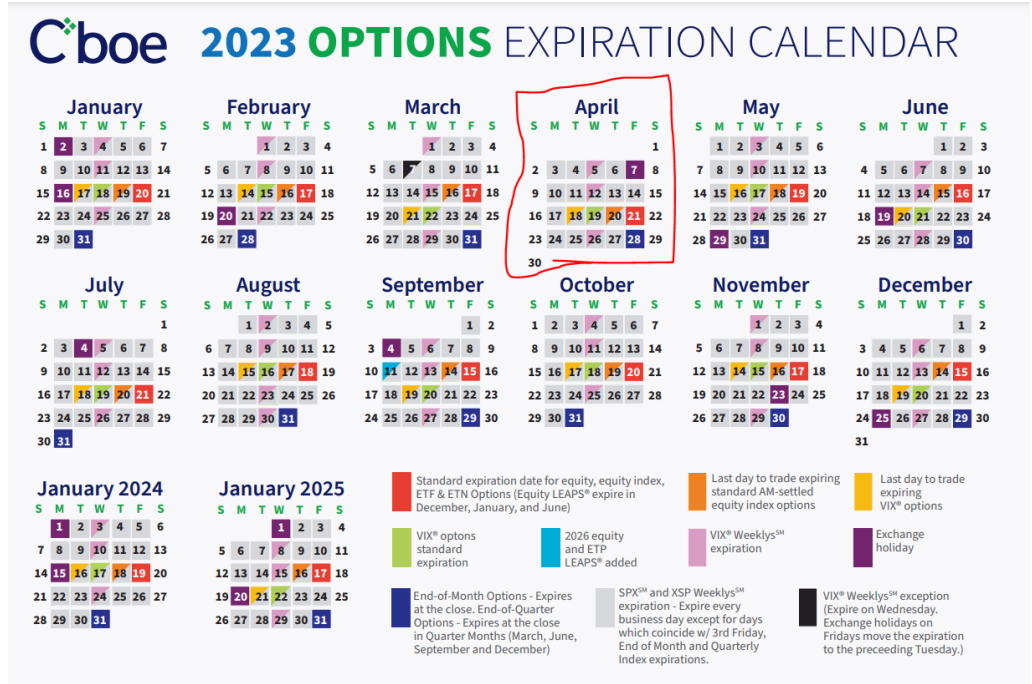 Cboe 2023 OPTIONS EXPIRATION CALENDAR
January
S M T W T F S
1 2 3 4 5 6 7
8 9 10 11 12 13 14
15 16 17 18 19 20 21
22 23 24 25 26 27 28
29 30 31
February
S M T W T F S
1 2 3 4
5 6 7 8 9 10 11
12 13 14 15 16 17 18
19 20 21 22 23 24 25
26 27 28
March
S M T W T F S
1 2 3 4
5 6 7 8 9 10 11
12 13 14 15 16 17 18
19 20 21 22 23 24 25
26 27 28 29 30 31
April
S M T W T F S
1
2 3 4 5 6 7 8
9 10 11 12 13 14 15
16 17 18 19 20 21 22
23 24 25 26 27 28 29
30
May
S M T W T F S
1 2 3 4 5 6
7 8 9 10 11 12 13
14 15 16 17 18 19 20
21 22 23 24 25 26 27
28 29 30 31
June
S M T W T F S
1 2 3
4 5 6 7 8 9 10
11 12 13 14 15 16 17
18 19 20 21 22 23 24
25 26 27 28 29 30
July
S M T W T F S
1
2 3 4 5 6 7 8
9 10 11 12 13 14 15
16 17 18 19 20 21 22
23 24 25 26 27 28 29
30 31
August
S M T W T F S
1 2 3 4 5
6 7 8 9 10 11 12
13 14 15 16 17 18 19
20 21 22 23 24 25 26
27 28 29 30 31
September
S M T W T F S
1 2
3 4 5 6 7 8 9
10 11 12 13 14 15 16
17 18 19 20 21 22 23
24 25 26 27 28 29 30
October
S M T W T F S
1 2 3 4 5 6 7
8 9 10 11 12 13 14
15 16 17 18 19 20 21
22 23 24 25 26 27 28
29 30 31
November
S M T W T F S
1 2 3 4
5 6 7 8 9 10 11
12 13 14 15 16 17 18
19 20 21 22 23 24 25
26 27 28 29 30
December
S M T W T F S
1 2
3 4 5 6 7 8 9
10 11 12 13 14 15 16
17 18 19 20 21 22 23
24 25 26 27 28 29 30
31
January 2024
S M T W T F S
1 2 3 4 5 6
7 8 9 10 11 12 13
14 15 16 17 18 19 20
21 22 23 24 25 26 27
28 29 30 31
January 2025
S M T W T F S
1 2 3 4
5 6 7 8 9 10 11
12 13 14 15 16 17 18
19 20 21 22 23 24 25
26 27 28 29 30 31
Standard expiration date for equity, equity index,
ETF & ETN Options (Equity LEAPS® expire in
December, January, and June)
Last day to trade expiring
standard AM-settled
equity index options
Last day to trade
expiring
VIX® options
VIX® optons
standard
expiration
2026 equity
and ETP
LEAPS® added
VIX® Weeklys℠
expiration
Exchange
holiday
End-of-Month Options - Expires
at the close. End-of-Quarter
Options - Expires at the close
in Quarter Months (March, June,
September and December)
SPX℠ and XSP Weeklys℠
expiration - Expire every
business day except for days
which coincide w/ 3rd Friday,
End of Month and Quarterly
Index expirations.
VIX® Weeklys℠ exception
(Expire on Wednesday.
Exchange holidays on
Fridays move the expiration
to the preceeding Tuesday.)